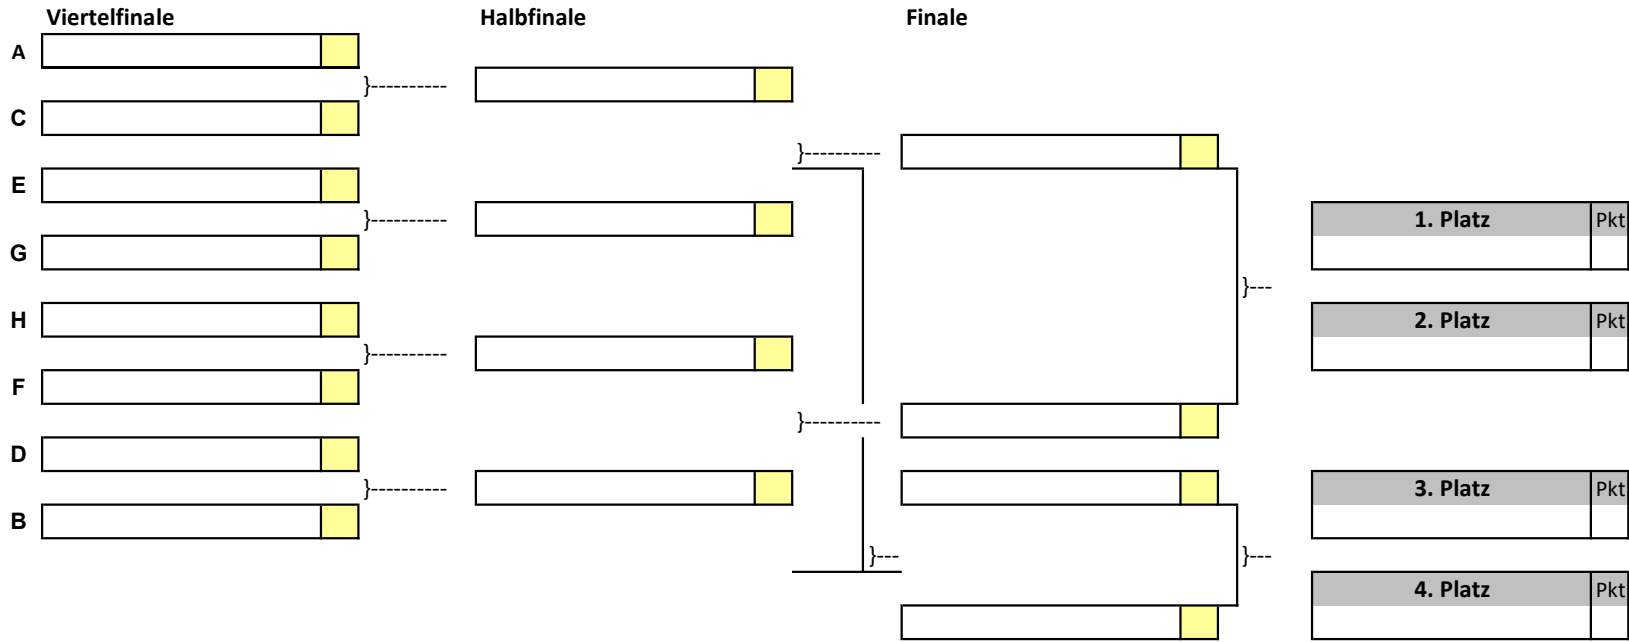 Viertelfinale Halbfinale Finale
A
}---------
C
}----------
E
1. Platz Pkt
}---------
G
}---
H
2. Platz Pkt
}---------
F
}----------
D
3. Platz Pkt
}---------
B
}---
}---
4. Platz Pkt